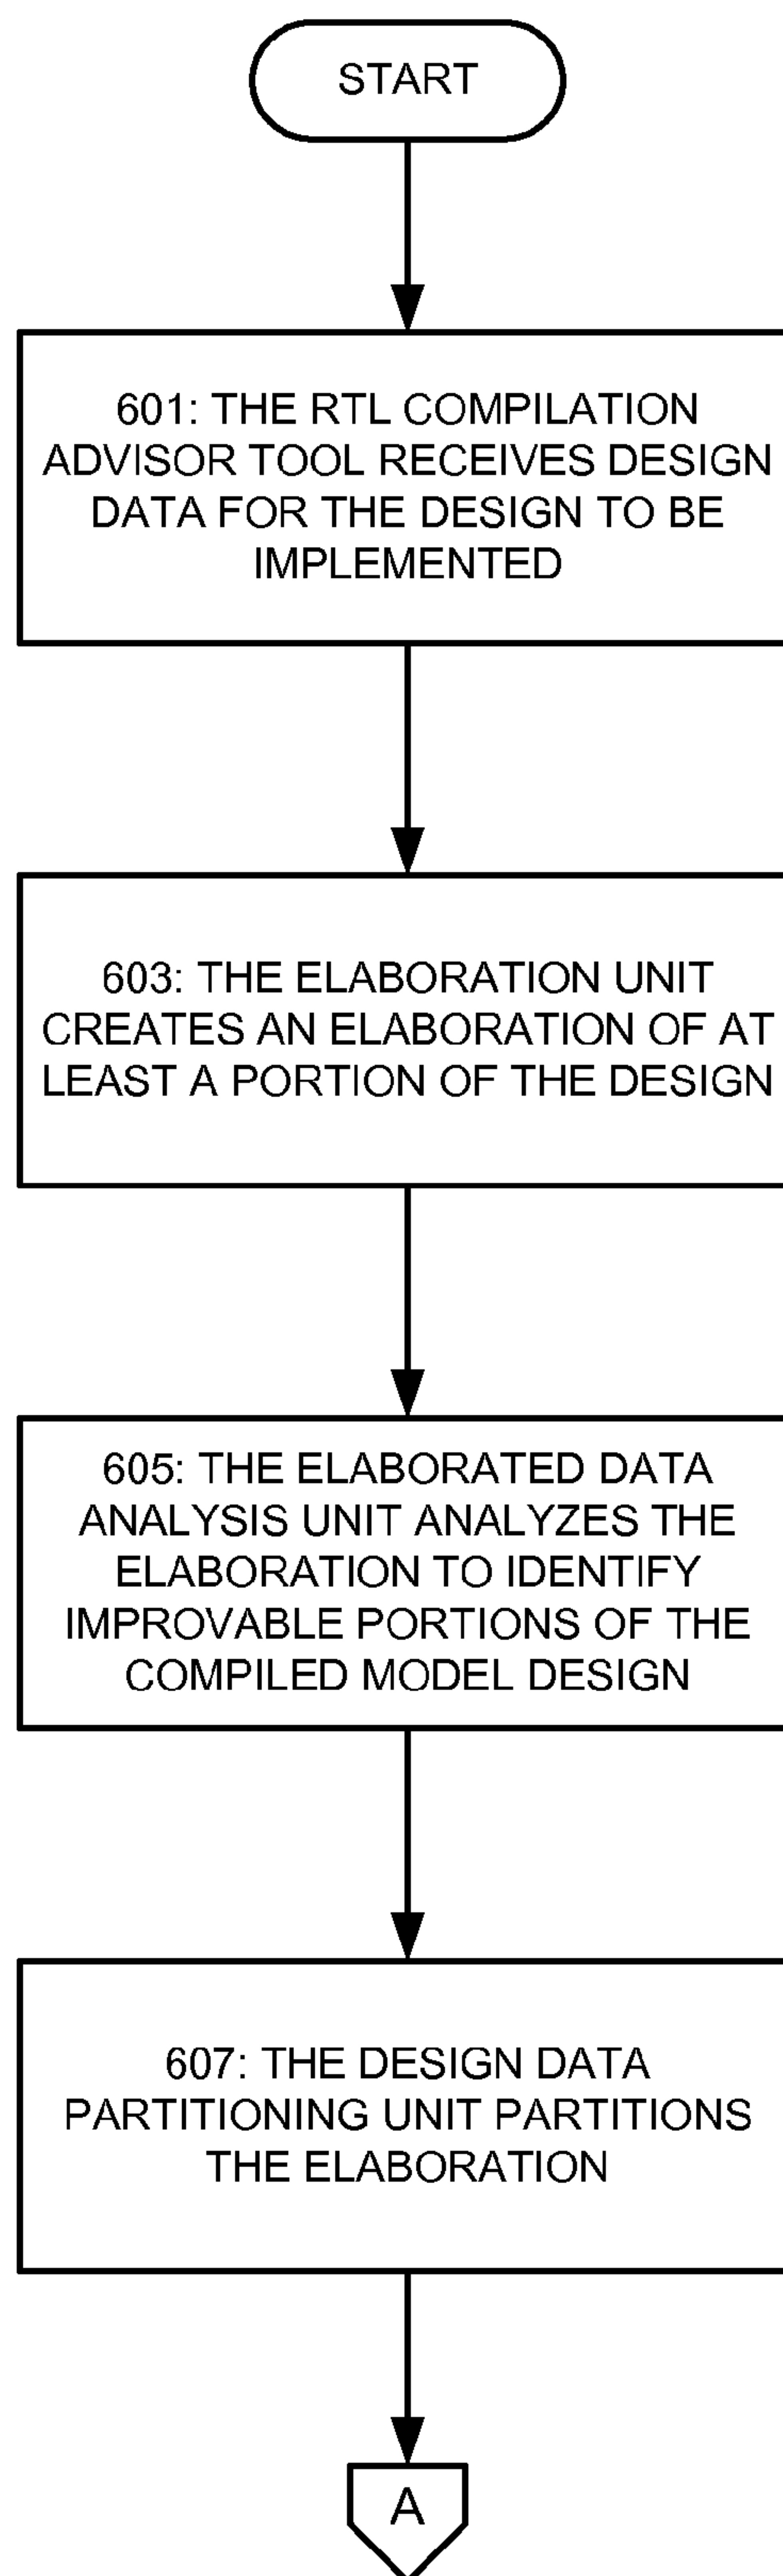 START
601: THE RTL COMPILATION
ADVISOR TOOL RECEIVES DESIGN
DATA FOR THE DESIGN TO BE
IMPLEMENTED
603: THE ELABORATION UNIT
CREATES AN ELABORATION OF AT
LEAST A PORTION OF THE DESIGN
605: THE ELABORATED DATA
ANALYSIS UNIT ANALYZES THE
ELABORATION TO IDENTIFY
IMPROVABLE PORTIONS OF THE
COMPILED MODEL DESIGN
607: THE DESIGN DATA
PARTITIONING UNIT PARTITIONS
THE ELABORATION
A